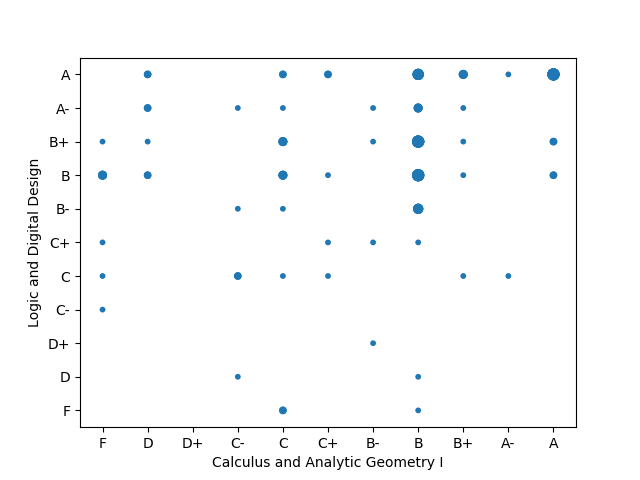 A
A-
B+
B
B-
C+
C
C-
D+
D
F
Logic and Digital Design
F D D+ C- C C+ B- B B+ A- A
Calculus and Analytic Geometry I